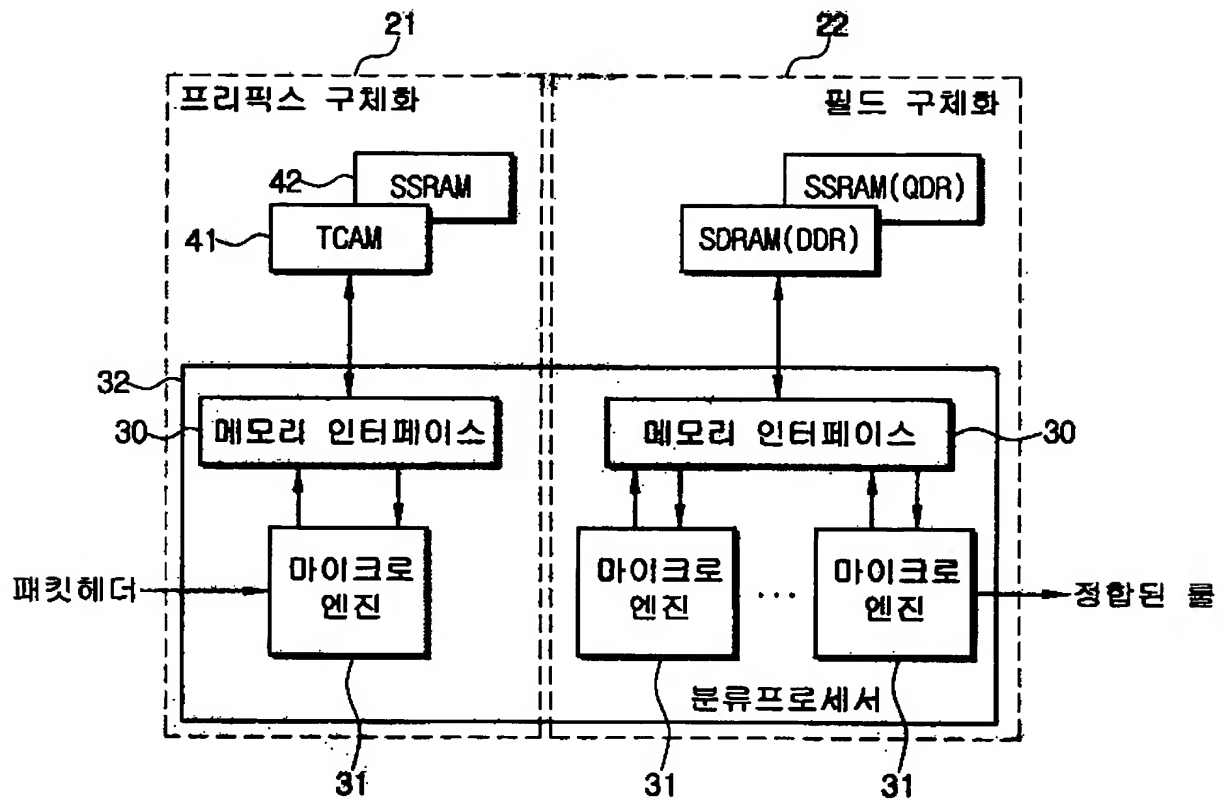 21
22
프리픽스 구체화
필드 구체화
42
SSRAM
SSRAM(QDR)
41
TCAM
SDRAM(DDR)
32
30
메모리 인터페이스
메모리 인터페이스
30
패킷헤더
마이크로
엔진
마이크로
엔진
...
마이크로
엔진
정합된 룰
분류프로세서
31
31
31